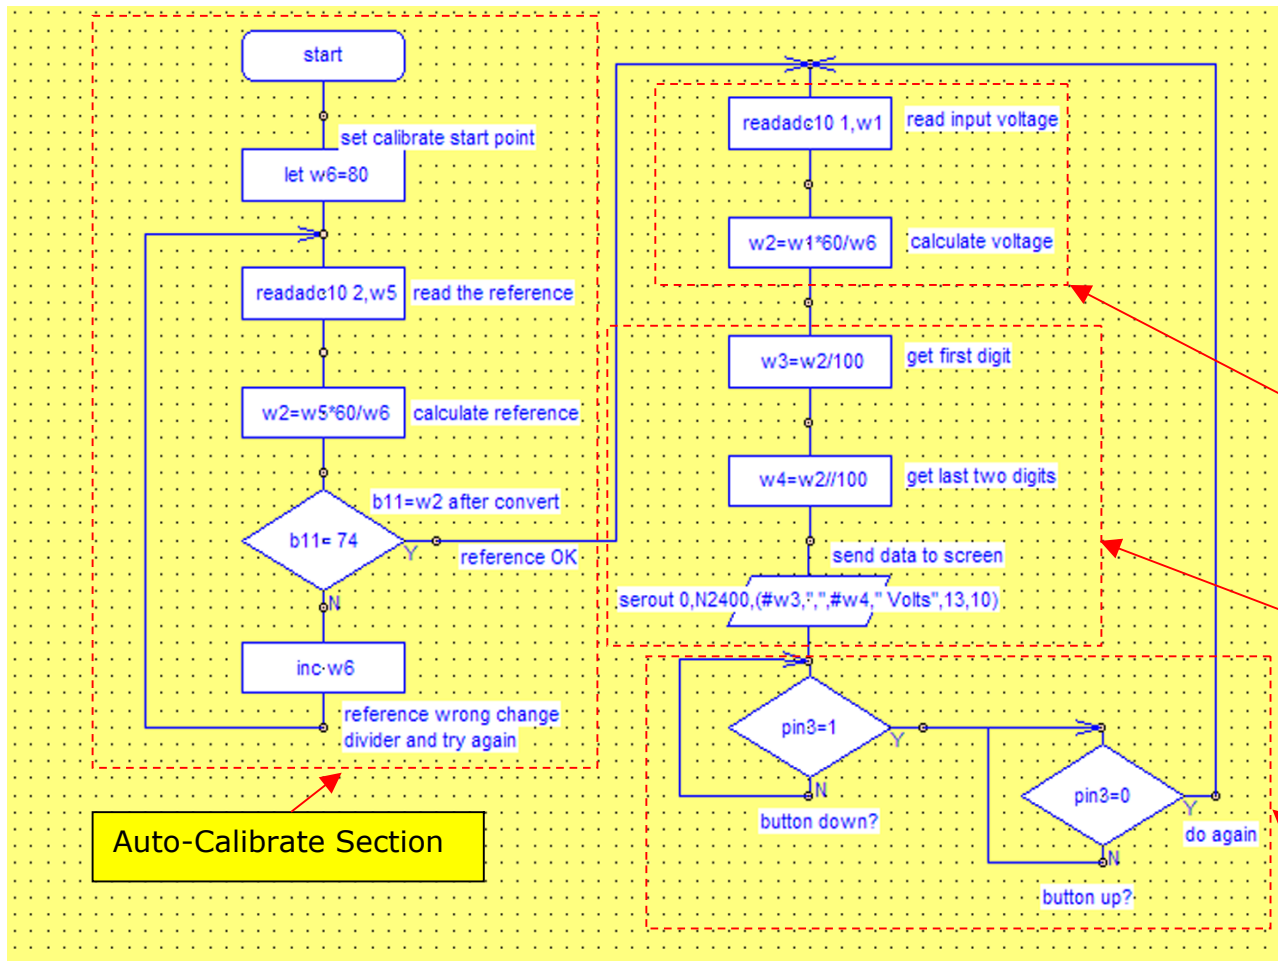 start
set calibrate start point
let w6=80
readadc10 2,w5
read the reference
w2=w5*60/w6
calculate reference
b11=w2 after convert
b11= 74
Y
reference OK
N
inc w6
reference wrong change
divider and try again
Auto-Calibrate Section
readadc10 1,w1
read input voltage
w2=w1*60/w6
calculate voltage
w3=w2/100
get first digit
w4=w2//100
get last two digits
send data to screen
serout 0,N2400,(#w3,",",#w4," Volts",13,10)
pin3=1
Y
N
button down?
pin3=0
Y
do again
N
button up?